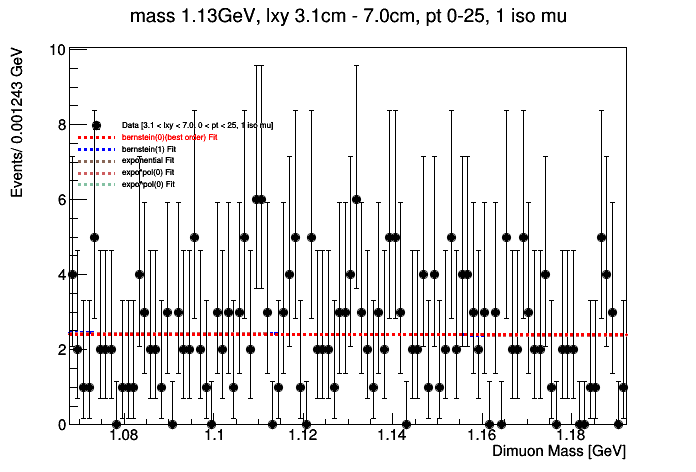 mass 1.13GeV, lxy 3.1cm - 7.0cm, pt 0-25, 1 iso mu
Events/ 0.001243 GeV
10
8
6
4
2
0
Data [3.1 < lxy < 7.0, 0 < pt < 25, 1 iso mu]
bernstein(0)(best order) Fit
bernstein(1) Fit
exponential Fit
expo*pol(0) Fit
expo*pol(0) Fit
1.08 1.1 1.12 1.14 1.16 1.18
Dimuon Mass [GeV]